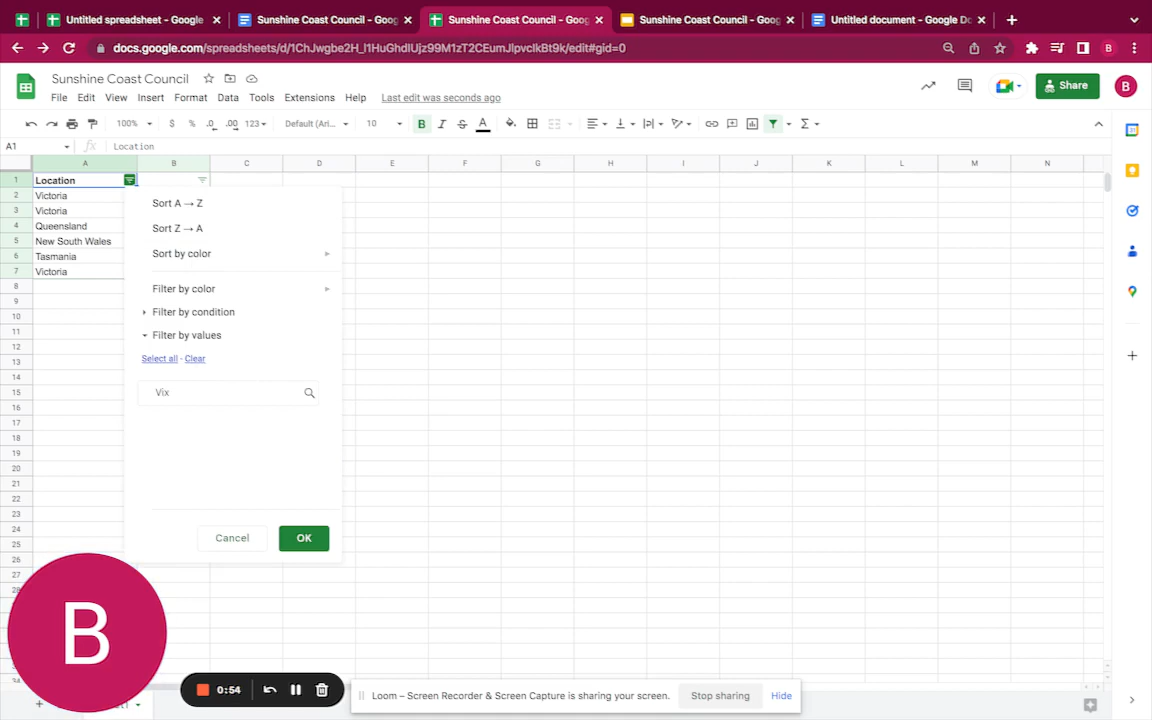 Untitled spreadsheet - Google
Sunshine Coast Council - Goog
Sunshine Coast Council - Goog
Sunshine Coast Council - Goog
Untitled document - Google Do
docs.google.com/spreadsheets/d/1ChJwgbe2H_I1HuGhdIUjz99M1zT2CEumJlpvcIkBt9k/edit#gid=0
B
Sunshine Coast Council
File Edit View Insert Format Data Tools Extensions Help Last edit was seconds ago
Share
B
100% $ % .0 .00 123 Default (Ari... 10 B I S A Σ
A1 fx Location
A B C D E F G H I J K L M N
1 Location
2 Victoria
3 Victoria
4 Queensland
5 New South Wales
6 Tasmania
7 Victoria
8
9
10
11
12
13
14
15
16
17
18
19
20
21
22
23
24
25
26
27
28
Sort A → Z
Sort Z → A
Sort by color
Filter by color
Filter by condition
Filter by values
Select all - Clear
Vix
Cancel OK
B
0:54
Loom – Screen Recorder & Screen Capture is sharing your screen. Stop sharing Hide